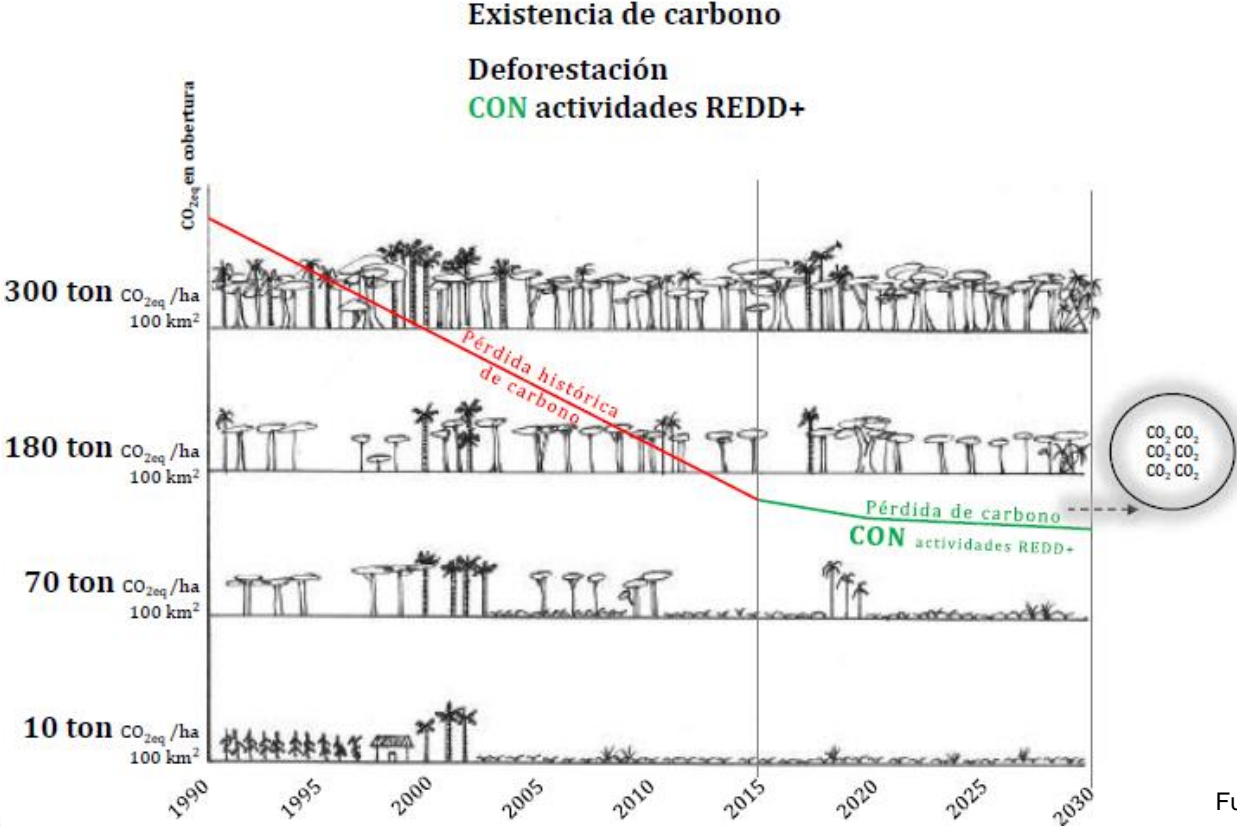 Existencia de carbono
Deforestación
CON actividades REDD+
CO2eq en cobertura
300 ton CO2eq /ha
100 km2
Pérdida histórica
de carbono
180 ton CO2eq /ha
100 km2
CO2 CO2
CO2 CO2
CO2 CO2
Pérdida de carbono
CON actividades REDD+
70 ton CO2eq /ha
100 km2
10 ton CO2eq /ha
100 km2
1990 1995 2000 2005 2010 2015 2020 2025 2030
Fu